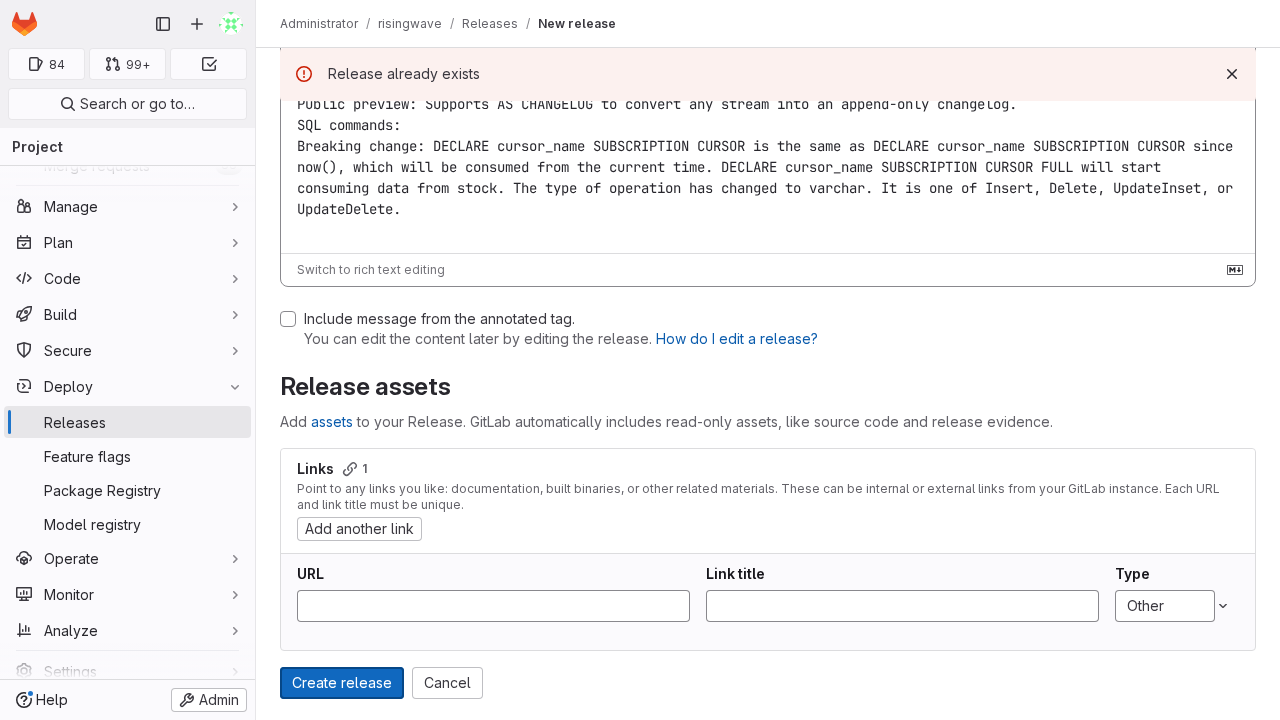 Administrator / risingwave / Releases / New release
84
99+
Search or go to…
Project
Merge requests
Manage
Plan
Code
Build
Secure
Deploy
Releases
Feature flags
Package Registry
Model registry
Operate
Monitor
Analyze
Settings
Help
Admin
Release already exists
Public preview: Supports AS CHANGELOG to convert any stream into an append-only changelog.
SQL commands:
Breaking change: DECLARE cursor_name SUBSCRIPTION CURSOR is the same as DECLARE cursor_name SUBSCRIPTION CURSOR since
now(), which will be consumed from the current time. DECLARE cursor_name SUBSCRIPTION CURSOR FULL will start
consuming data from stock. The type of operation has changed to varchar. It is one of Insert, Delete, UpdateInset, or
UpdateDelete.
Switch to rich text editing
Include message from the annotated tag.
You can edit the content later by editing the release. How do I edit a release?
Release assets
Add assets to your Release. GitLab automatically includes read-only assets, like source code and release evidence.
Links 1
Point to any links you like: documentation, built binaries, or other related materials. These can be internal or external links from your GitLab instance. Each URL
and link title must be unique.
Add another link
URL
Link title
Type
Other
Create release
Cancel